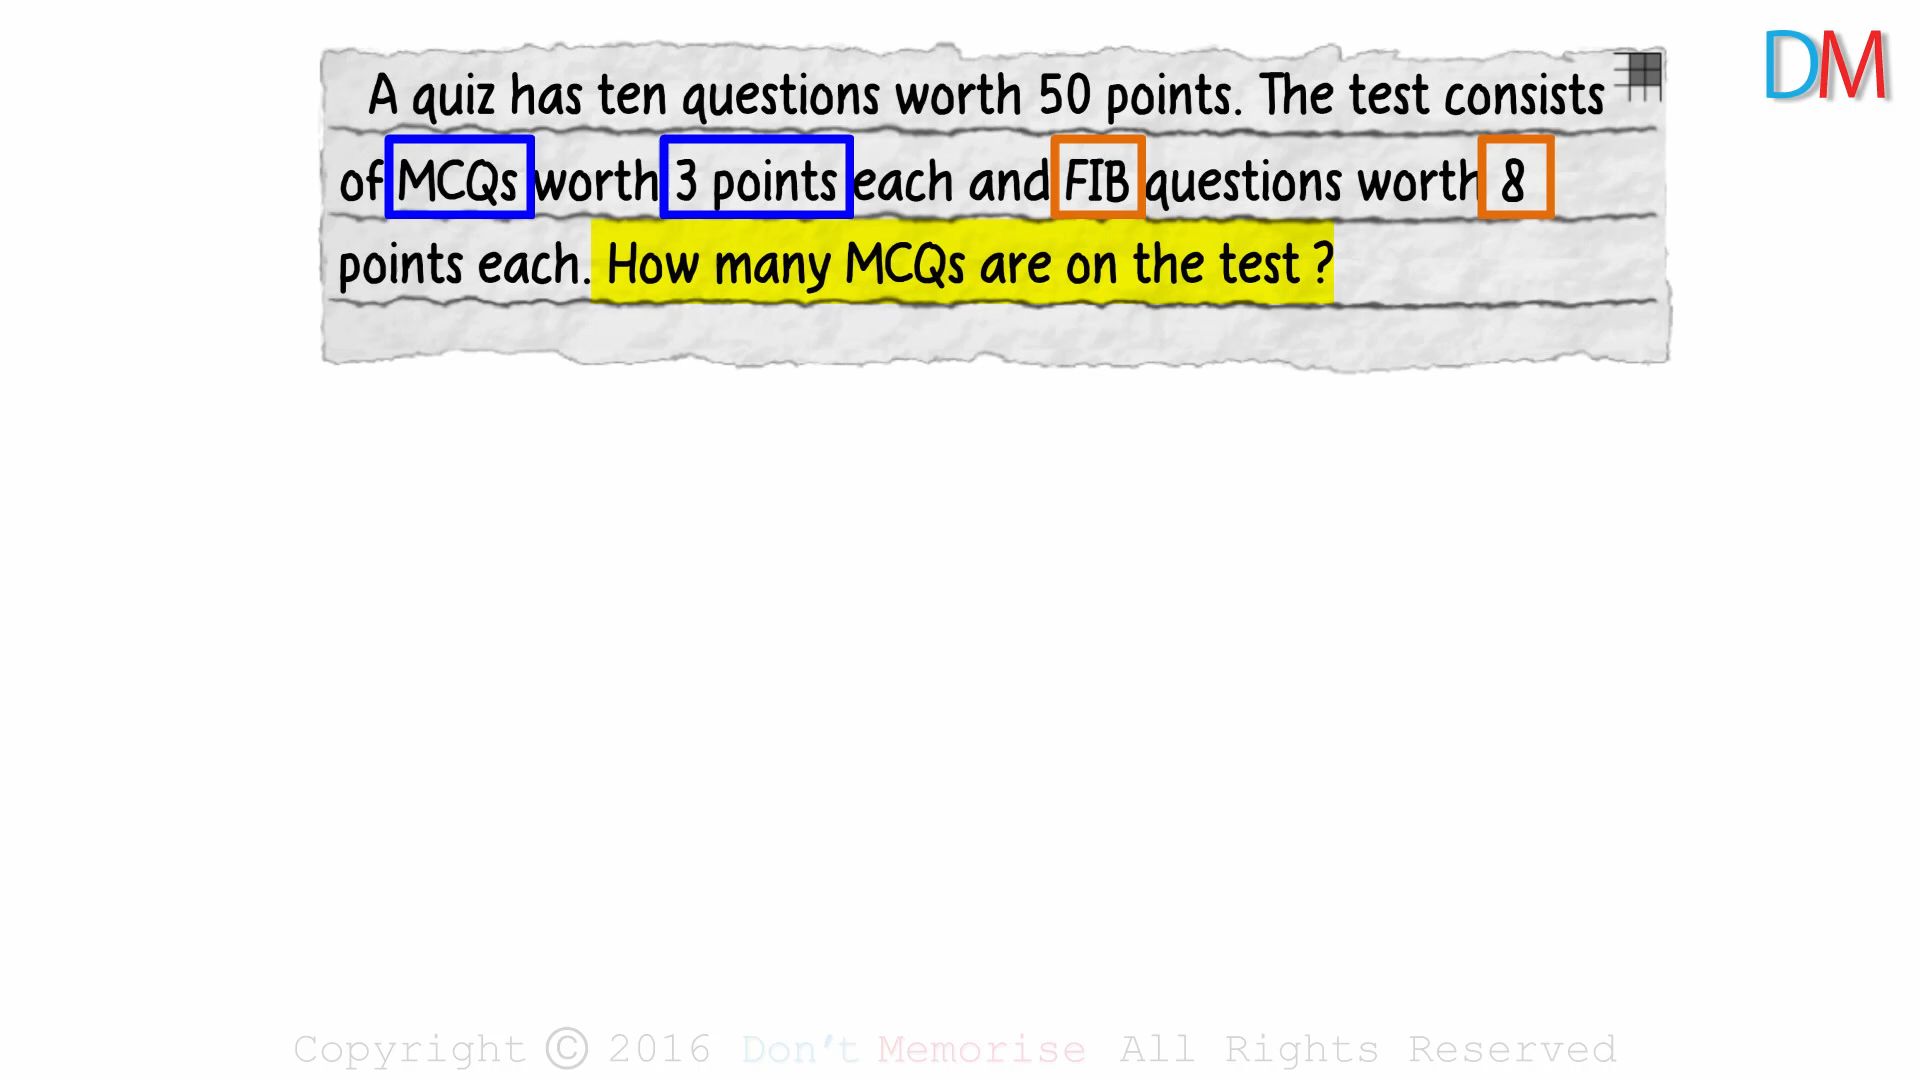 A quiz has ten questions worth 50 points. The test consists
of MCQs worth 3 points each and FIB questions worth 8
points each. How many MCQs are on the test ?
DM
Copyright © 2016 Don't Memorise All Rights Reserved